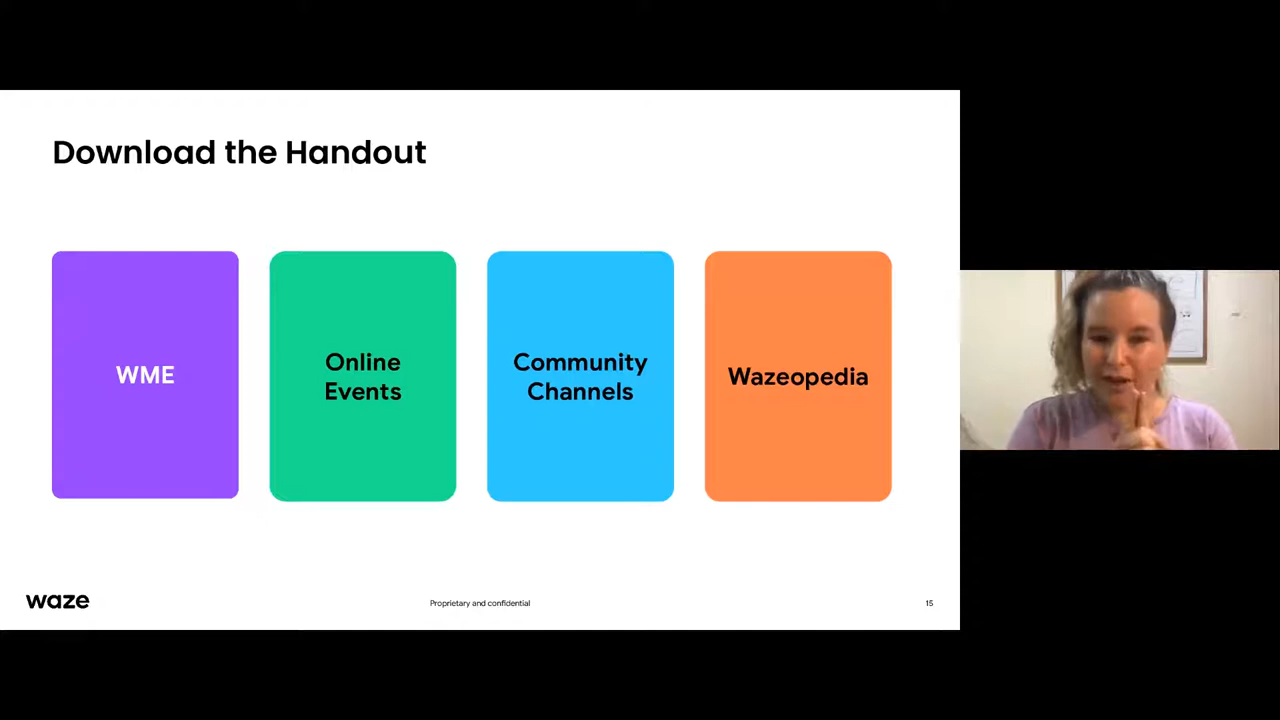 Download the Handout
WME
Online
Events
Community
Channels
Wazeopedia
waze
Proprietary and confidential
15